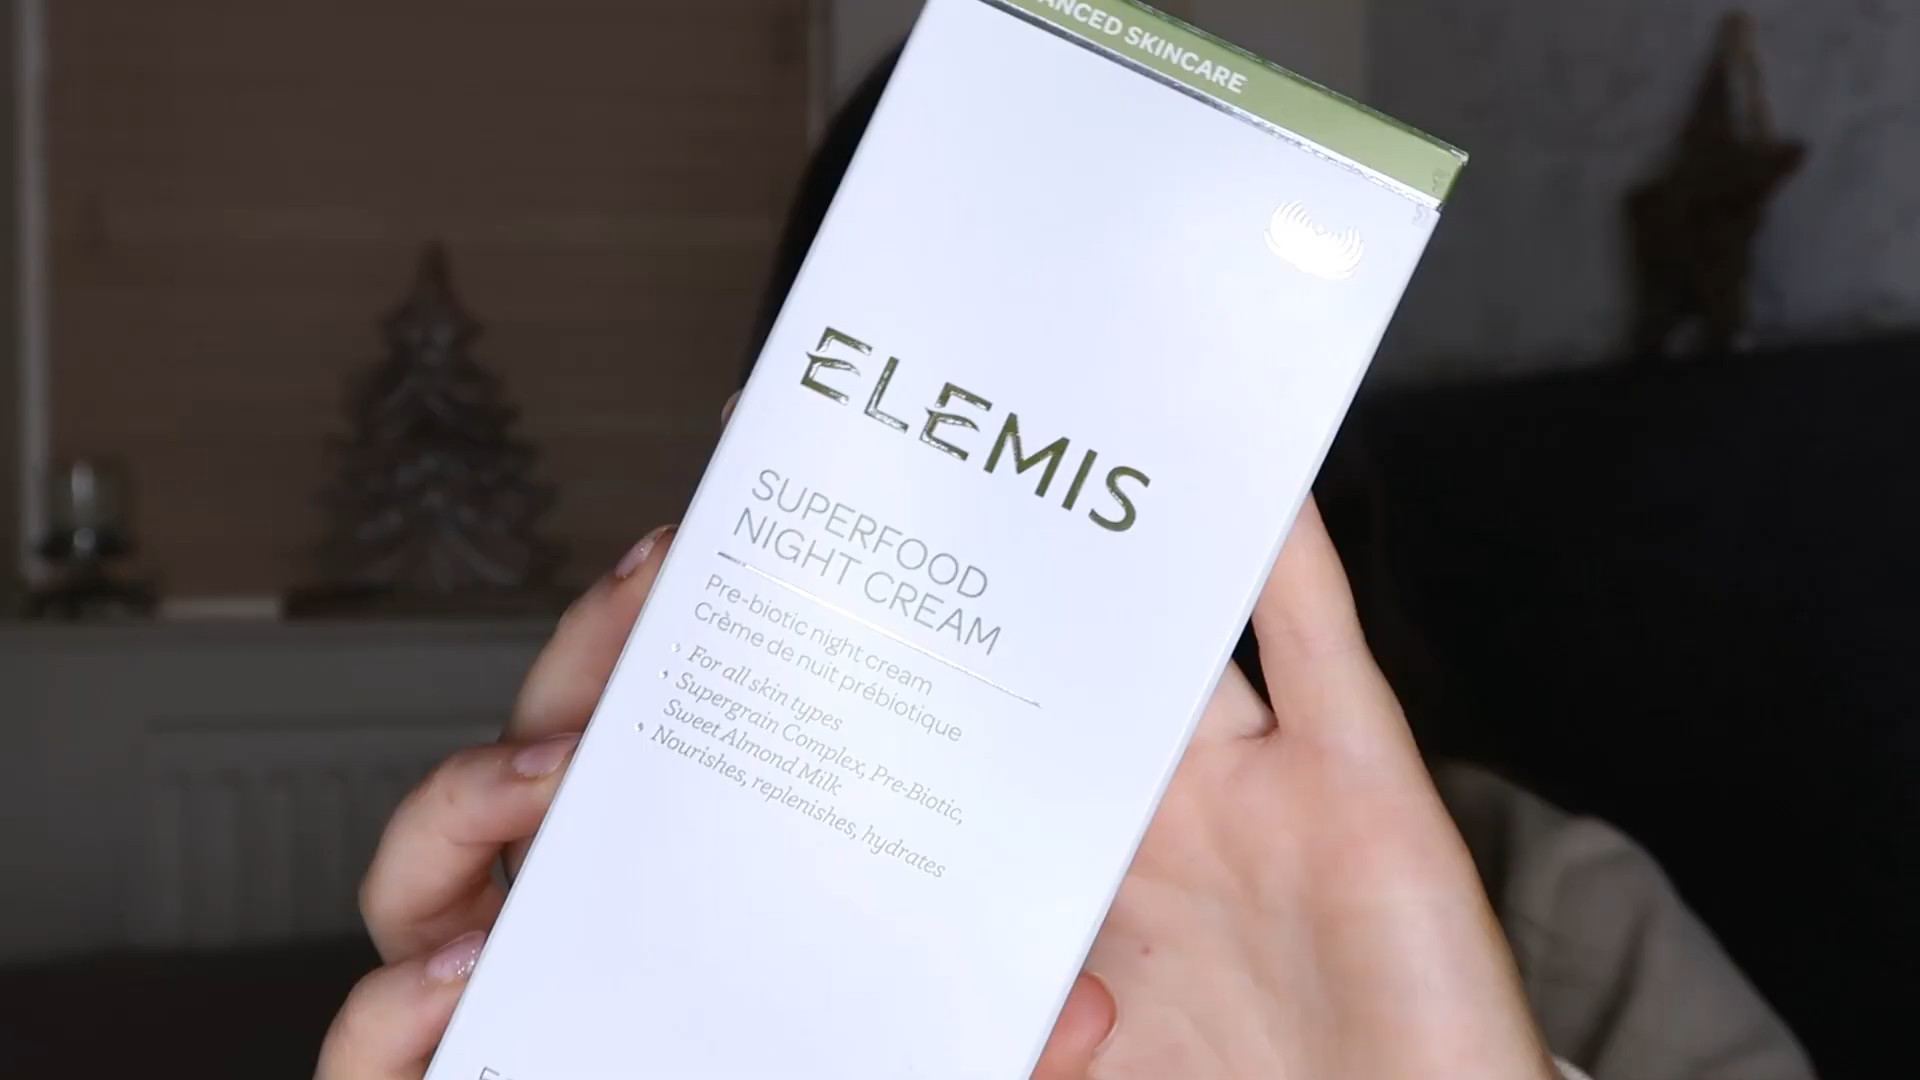 SKINCARE
ELEMIS
SUPERFOOD
NIGHT CREAM
Pre-biotic night cream
Crème de nuit prébiotique
• For all skin types
• Supergrain Complex, Pre-Biotic,
Sweet Almond Milk
• Nourishes, replenishes, hydrates